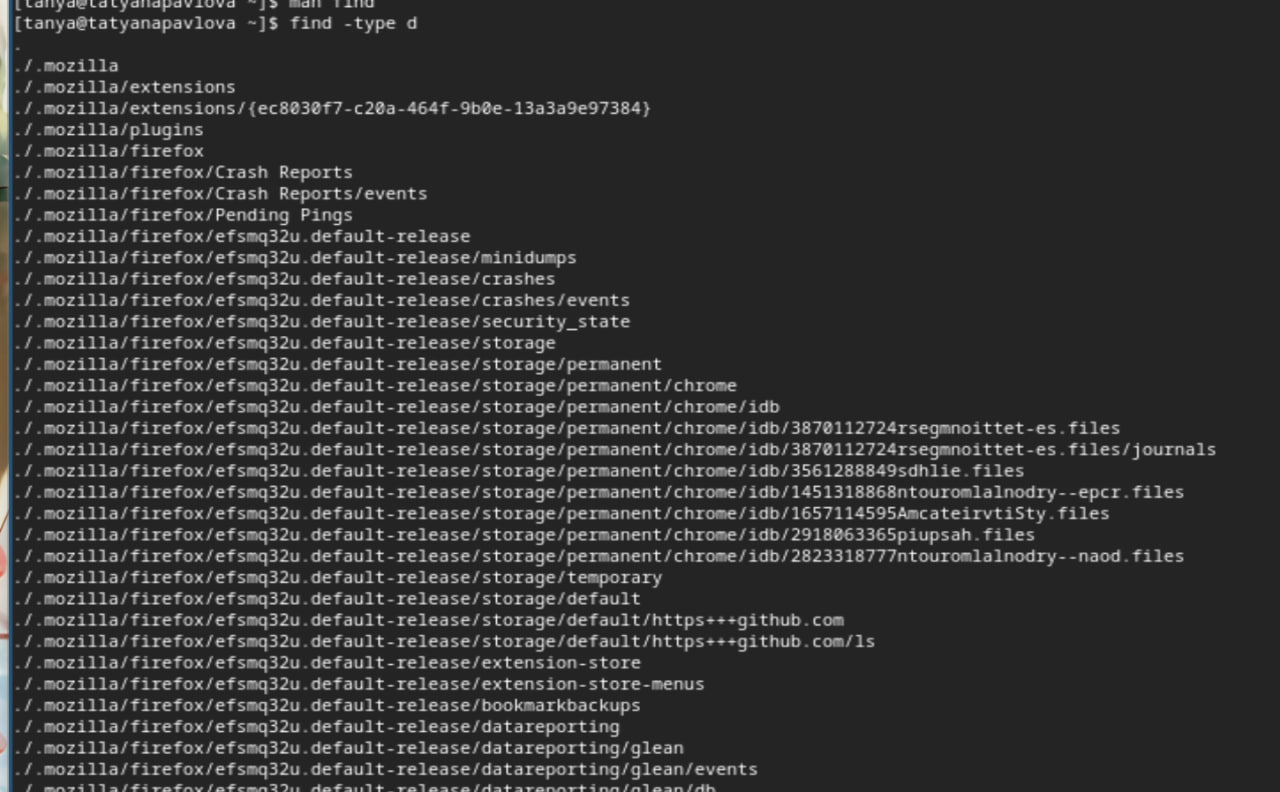 [tanya@tatyanapavlova ~]$ man find
[tanya@tatyanapavlova ~]$ find -type d
.
./.mozilla
./.mozilla/extensions
./.mozilla/extensions/{ec8030f7-c20a-464f-9b0e-13a3a9e97384}
./.mozilla/plugins
./.mozilla/firefox
./.mozilla/firefox/Crash Reports
./.mozilla/firefox/Crash Reports/events
./.mozilla/firefox/Pending Pings
./.mozilla/firefox/efsmq32u.default-release
./.mozilla/firefox/efsmq32u.default-release/minidumps
./.mozilla/firefox/efsmq32u.default-release/crashes
./.mozilla/firefox/efsmq32u.default-release/crashes/events
./.mozilla/firefox/efsmq32u.default-release/security_state
./.mozilla/firefox/efsmq32u.default-release/storage
./.mozilla/firefox/efsmq32u.default-release/storage/permanent
./.mozilla/firefox/efsmq32u.default-release/storage/permanent/chrome
./.mozilla/firefox/efsmq32u.default-release/storage/permanent/chrome/idb
./.mozilla/firefox/efsmq32u.default-release/storage/permanent/chrome/idb/3870112724rsegmnoittet-es.files
./.mozilla/firefox/efsmq32u.default-release/storage/permanent/chrome/idb/3870112724rsegmnoittet-es.files/journals
./.mozilla/firefox/efsmq32u.default-release/storage/permanent/chrome/idb/3561288849sdhlie.files
./.mozilla/firefox/efsmq32u.default-release/storage/permanent/chrome/idb/1451318868ntouromlalnodry--epcr.files
./.mozilla/firefox/efsmq32u.default-release/storage/permanent/chrome/idb/1657114595AmcateirvtiSty.files
./.mozilla/firefox/efsmq32u.default-release/storage/permanent/chrome/idb/2918063365piupsah.files
./.mozilla/firefox/efsmq32u.default-release/storage/permanent/chrome/idb/2823318777ntouromlalnodry--naod.files
./.mozilla/firefox/efsmq32u.default-release/storage/temporary
./.mozilla/firefox/efsmq32u.default-release/storage/default
./.mozilla/firefox/efsmq32u.default-release/storage/default/https+++github.com
./.mozilla/firefox/efsmq32u.default-release/storage/default/https+++github.com/ls
./.mozilla/firefox/efsmq32u.default-release/extension-store
./.mozilla/firefox/efsmq32u.default-release/extension-store-menus
./.mozilla/firefox/efsmq32u.default-release/bookmarkbackups
./.mozilla/firefox/efsmq32u.default-release/datareporting
./.mozilla/firefox/efsmq32u.default-release/datareporting/glean
./.mozilla/firefox/efsmq32u.default-release/datareporting/glean/events
./.mozilla/firefox/efsmq32u.default-release/datareporting/glean/db